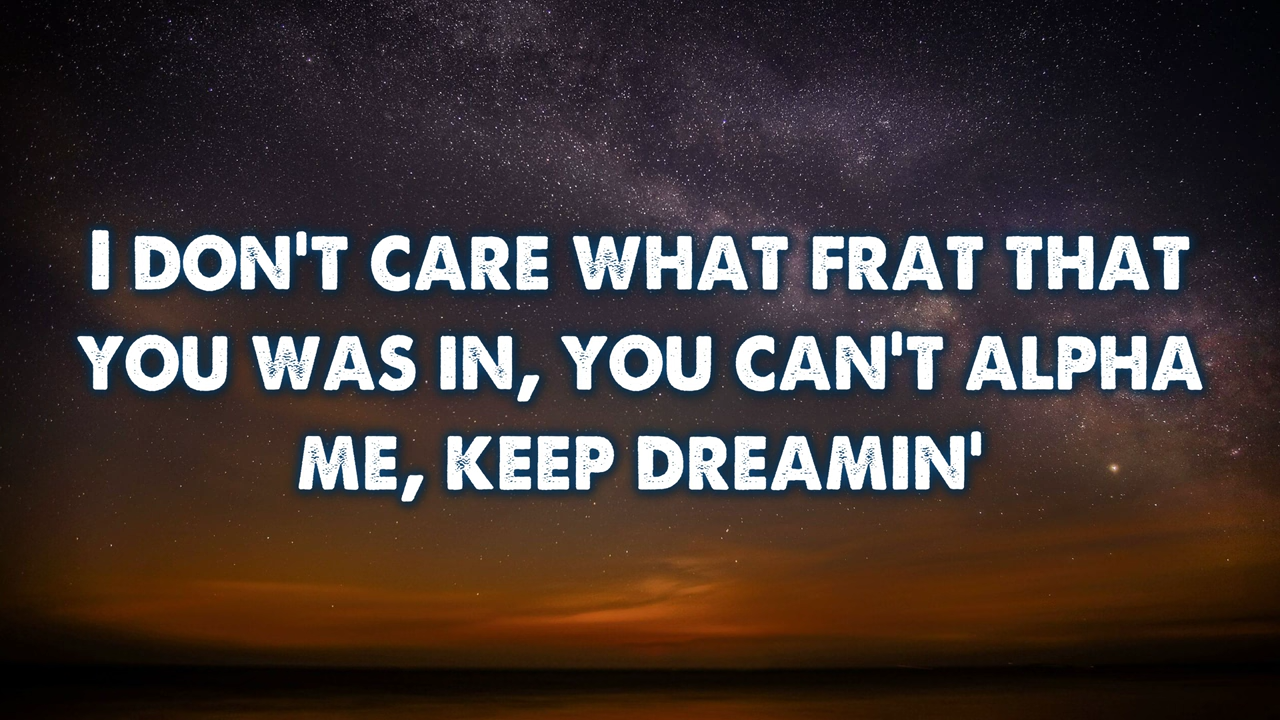 I DON'T CARE WHAT FRAT THAT
YOU WAS IN, YOU CAN'T ALPHA
ME, KEEP DREAMIN'